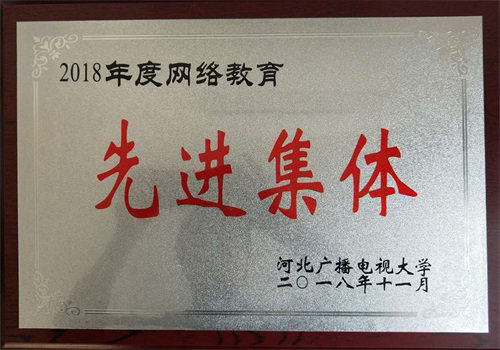 2018年度网络教育
先进集体
河北广播电视大学
二〇一八年十一月